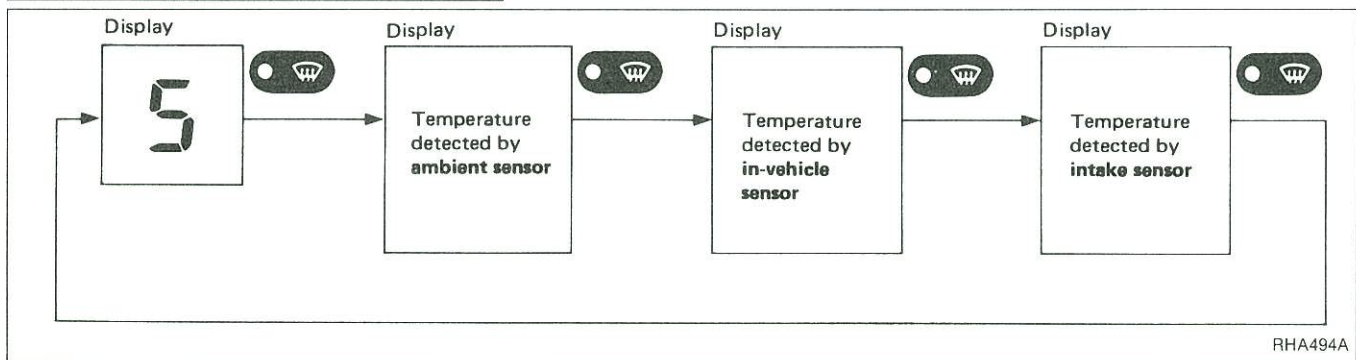 Display
Display
Display
Display
5
Temperature
detected by
ambient sensor
Temperature
detected by
in-vehicle
sensor
Temperature
detected by
intake sensor
RHA494A